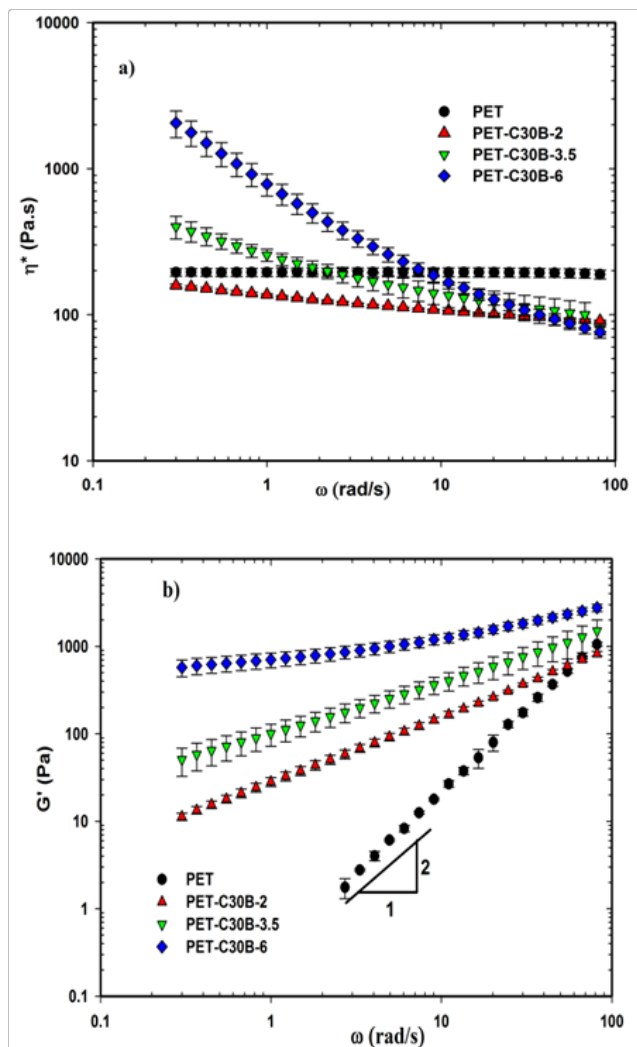 a)
10000
1000
100
10
η* (Pa.s)
PET
PET-C30B-2
PET-C30B-3.5
PET-C30B-6
0.1 1 10 100
ω (rad/s)
b)
10000
1000
100
10
1
0.1
G' (Pa)
2
1
PET
PET-C30B-2
PET-C30B-3.5
PET-C30B-6
0.1 1 10 100
ω (rad/s)